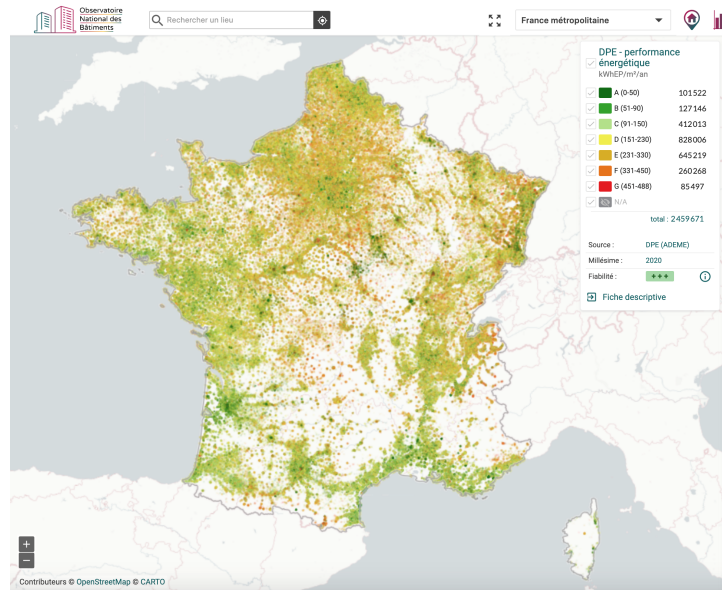 Observatoire
National des
Bâtiments
Rechercher un lieu
France métropolitaine
DPE - performance
énergétique
kWhEP/m²/an
A (0-50) 101522
B (51-90) 127146
C (91-150) 412013
D (151-230) 828006
E (231-330) 645219
F (331-450) 260268
G (451-488) 85497
N/A
total : 2459671
Source : DPE (ADEME)
Millésime : 2020
Fiabilité : +++
Fiche descriptive
+
−
Contributeurs © OpenStreetMap © CARTO